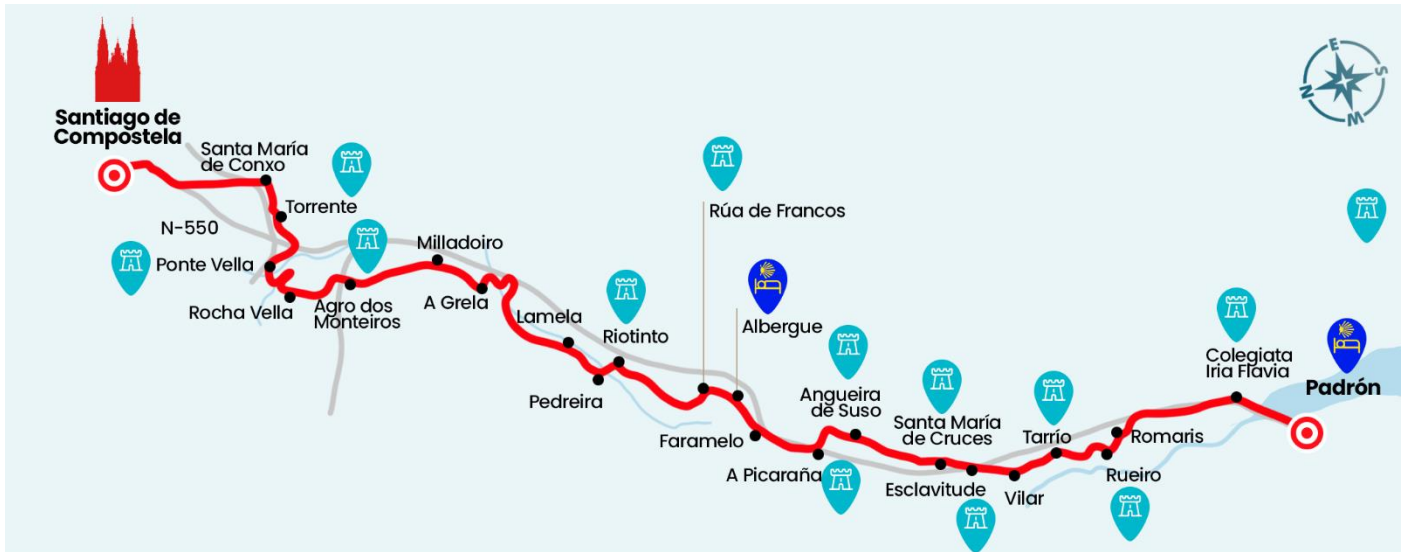 E
S
N
W
Santiago de
Compostela
Santa María
de Conxo
Torrente
N-550
Ponte Vella
Rocha Vella
Agro dos
Monteiros
Milladoiro
A Grela
Lamela
Riotinto
Pedreira
Rúa de Francos
Albergue
Faramelo
Angueira
de Suso
A Picaraña
Santa María
de Cruces
Esclavitude
Vilar
Tarrío
Rueiro
Romaris
Colegiata
Iria Flavia
Padrón